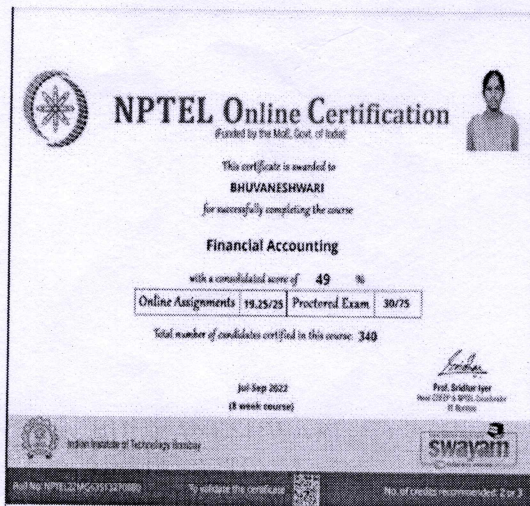 NPTEL Online Certification
(Funded by the MoE, Govt. of India)
This certificate is awarded to
BHUVANESHWARI
for successfully completing the course
Financial Accounting
with a consolidated score of 49 %
Online Assignments 19.25/25 Proctored Exam 30/75
Total number of candidates certified in this course: 340
Jul-Sep 2022
(8 week course)
Prof. Sridhar Iyer
IIT Bombay
Indian Institute of Technology Bombay
swayam
Roll No:
To validate the certificate
No. of credits recommended: 2 or 3